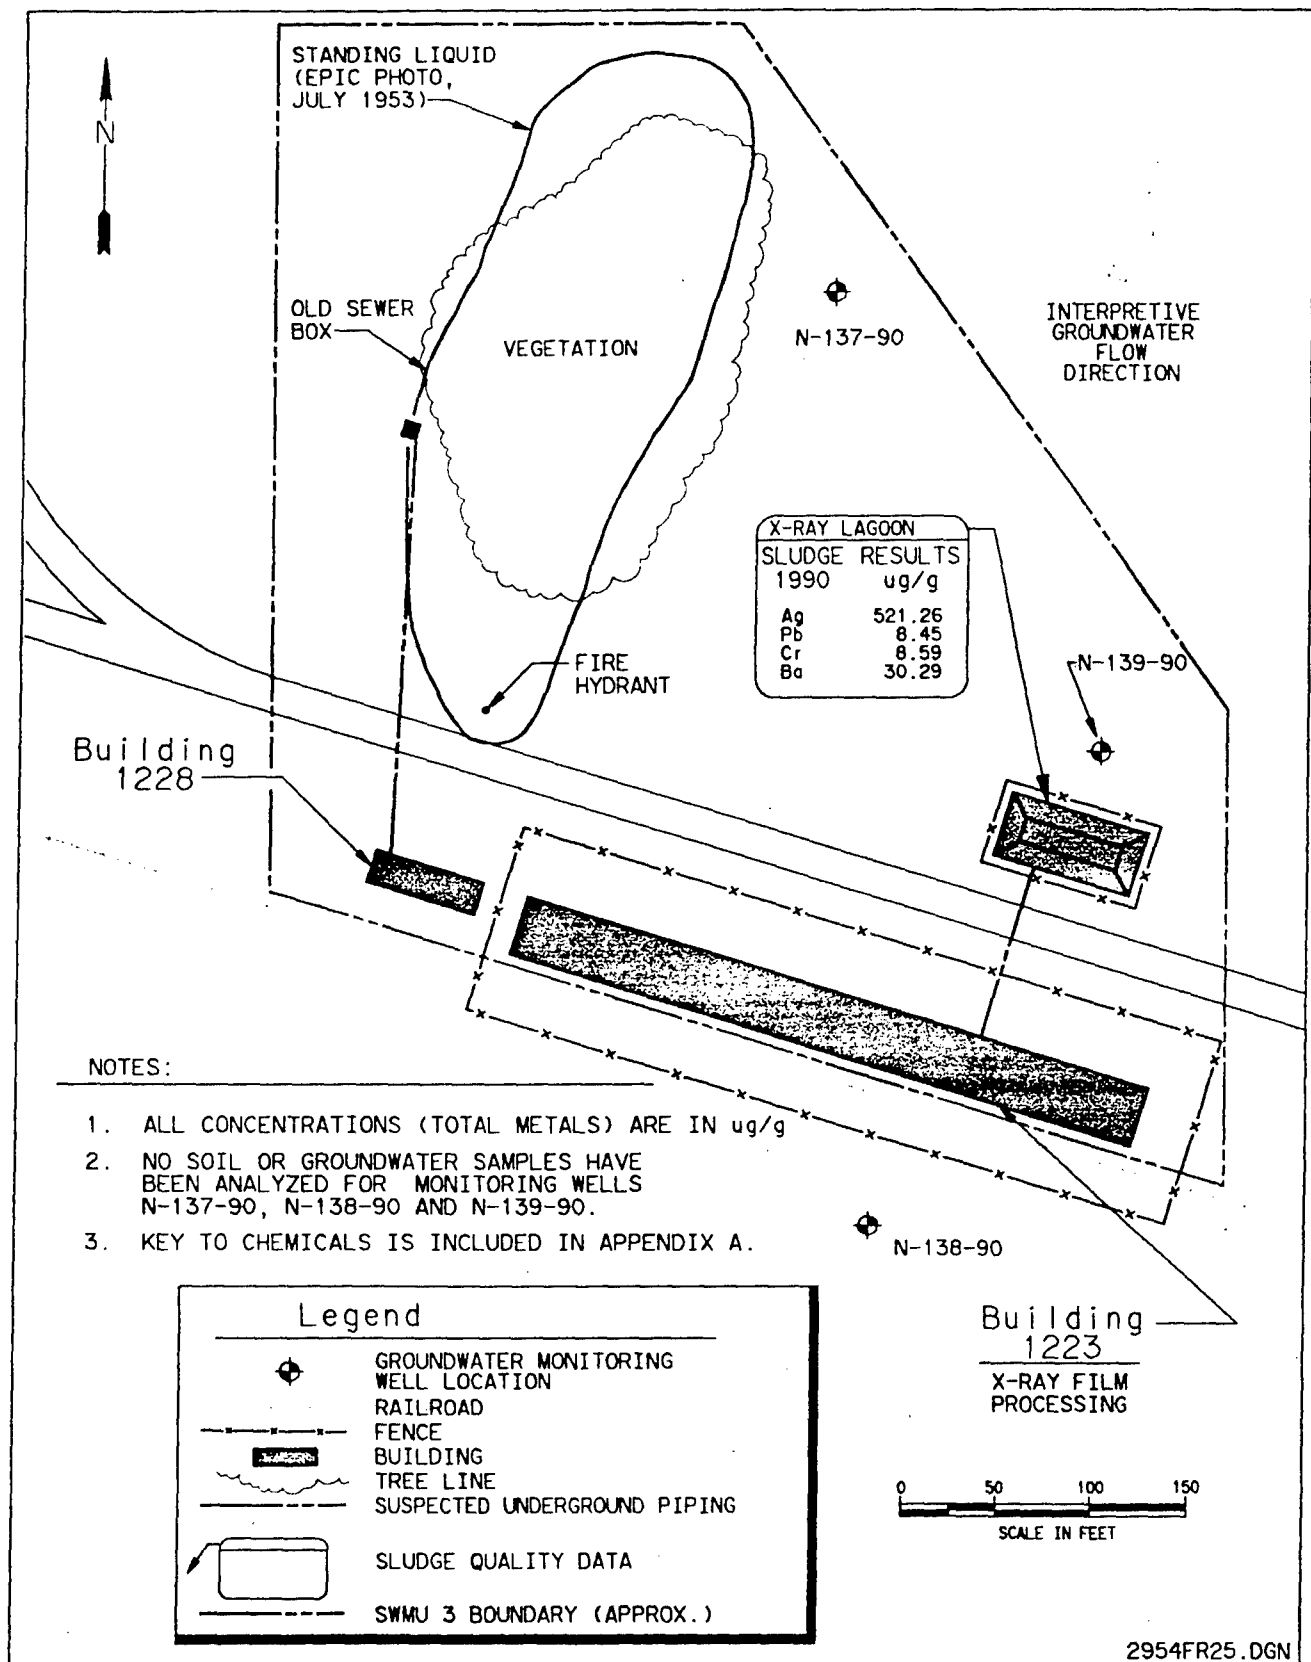 STANDING LIQUID
(EPIC PHOTO,
JULY 1953)
N
OLD SEWER
BOX
VEGETATION
N-137-90
INTERPRETIVE
GROUNDWATER
FLOW
DIRECTION
X-RAY LAGOON
SLUDGE RESULTS
1990 ug/g
Ag 521.26
Pb 8.45
Cr 8.59
Ba 30.29
N-139-90
FIRE
HYDRANT
Building
1228
NOTES:
1. ALL CONCENTRATIONS (TOTAL METALS) ARE IN ug/g
2. NO SOIL OR GROUNDWATER SAMPLES HAVE
BEEN ANALYZED FOR MONITORING WELLS
N-137-90, N-138-90 AND N-139-90.
3. KEY TO CHEMICALS IS INCLUDED IN APPENDIX A.
N-138-90
Building
1223
X-RAY FILM
PROCESSING
Legend
GROUNDWATER MONITORING
WELL LOCATION
RAILROAD
FENCE
BUILDING
TREE LINE
SUSPECTED UNDERGROUND PIPING
SLUDGE QUALITY DATA
SWMU 3 BOUNDARY (APPROX.)
0 50 100 150
SCALE IN FEET
2954FR25.DGN